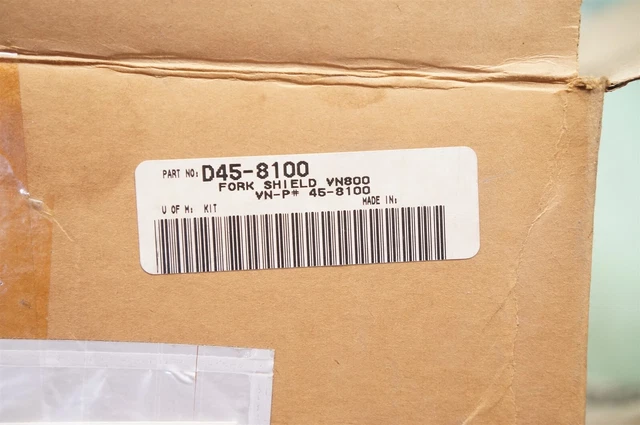 PART NO: D45-8100
FORK SHIELD VN800
VN-P# 45-8100
U OF M: KIT MADE IN: